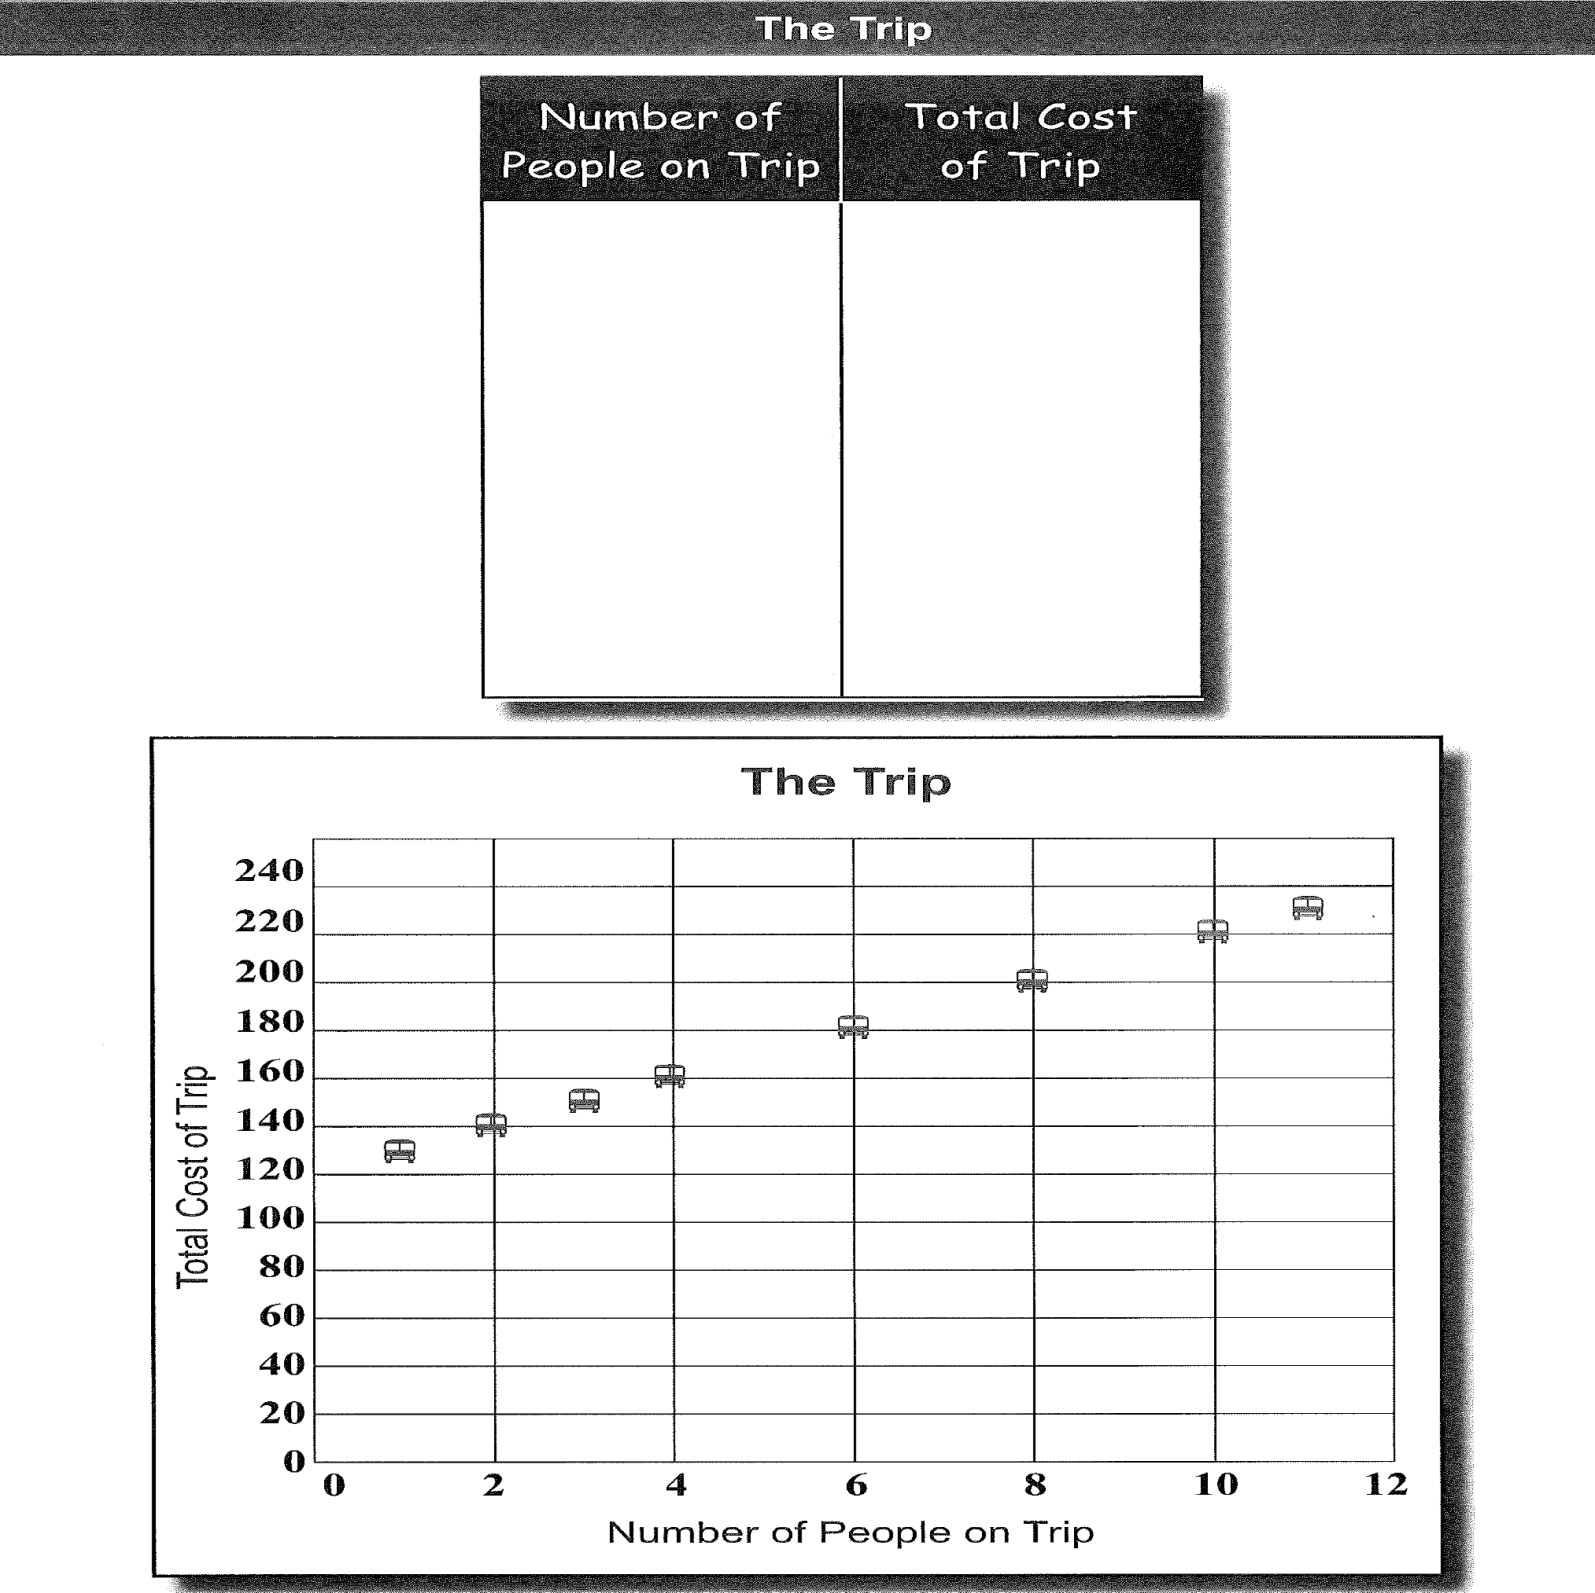 The Trip
Number of
People on Trip
Total Cost
of Trip
The Trip
240
220
200
180
160
140
120
100
80
60
40
20
0
Total Cost of Trip
0 2 4 6 8 10 12
Number of People on Trip